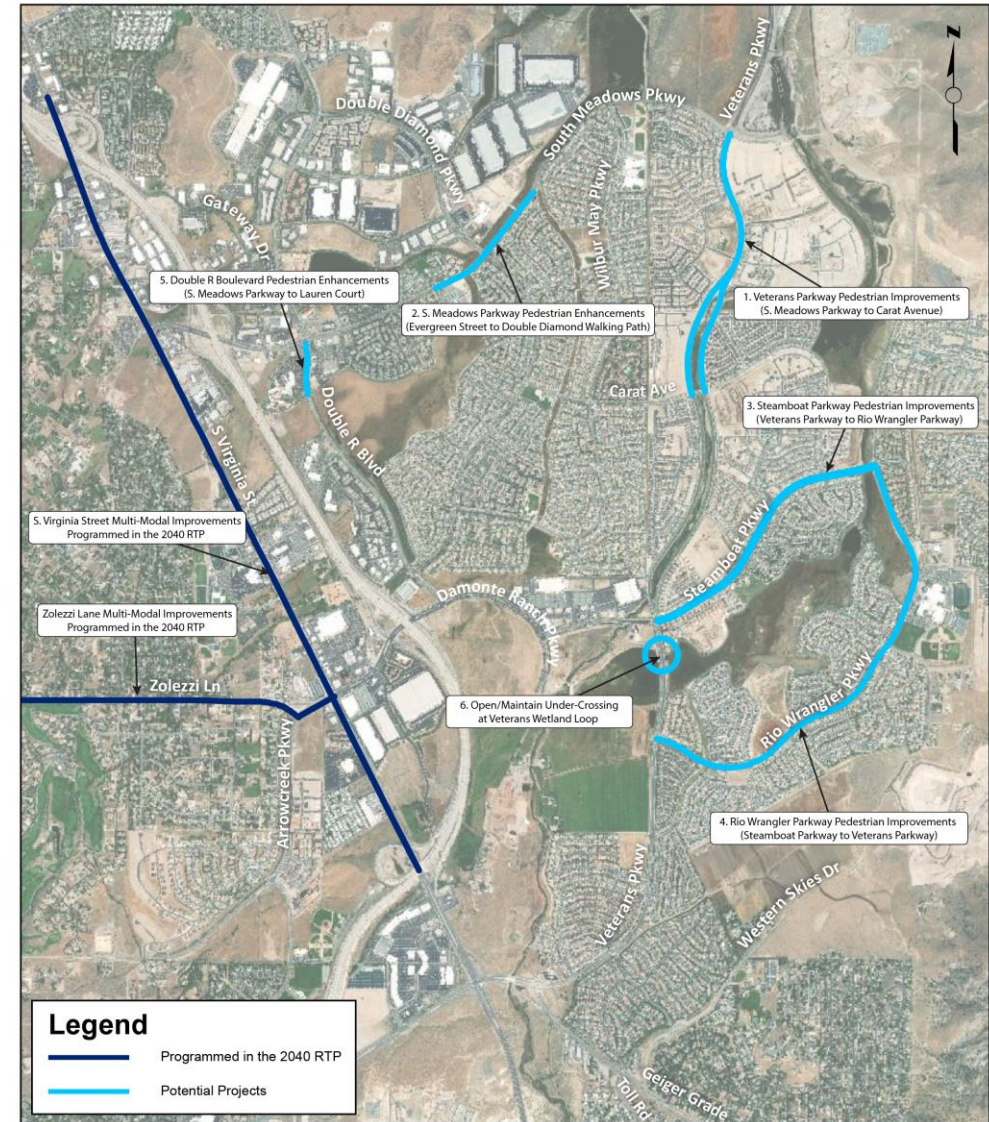 Z
Veterans Pkwy
South Meadows Pkwy
Double Diamond Pkwy
Wilbur May Pkwy
Gateway Dr
5. Double R Boulevard Pedestrian Enhancements
(S. Meadows Parkway to Lauren Court)
2. S. Meadows Parkway Pedestrian Enhancements
(Evergreen Street to Double Diamond Walking Path)
1. Veterans Parkway Pedestrian Improvements
(S. Meadows Parkway to Carat Avenue)
Carat Ave
3. Steamboat Parkway Pedestrian Improvements
(Veterans Parkway to Rio Wrangler Parkway)
Double R Blvd
S Virginia St
S. Virginia Street Multi-Modal Improvements
Programmed in the 2040 RTP
Steamboat Pkwy
Damonte Ranch Pkwy
Zolezzi Lane Multi-Modal Improvements
Programmed in the 2040 RTP
Zolezzi Ln
6. Open/Maintain Under-Crossing
at Veterans Wetland Loop
Rio Wrangler Pkwy
Arrowcreek Pkwy
4. Rio Wrangler Parkway Pedestrian Improvements
(Steamboat Parkway to Veterans Parkway)
Veterans Pkwy
Western Skies Dr
Geiger Grade
Toll Rd
Legend
Programmed in the 2040 RTP
Potential Projects